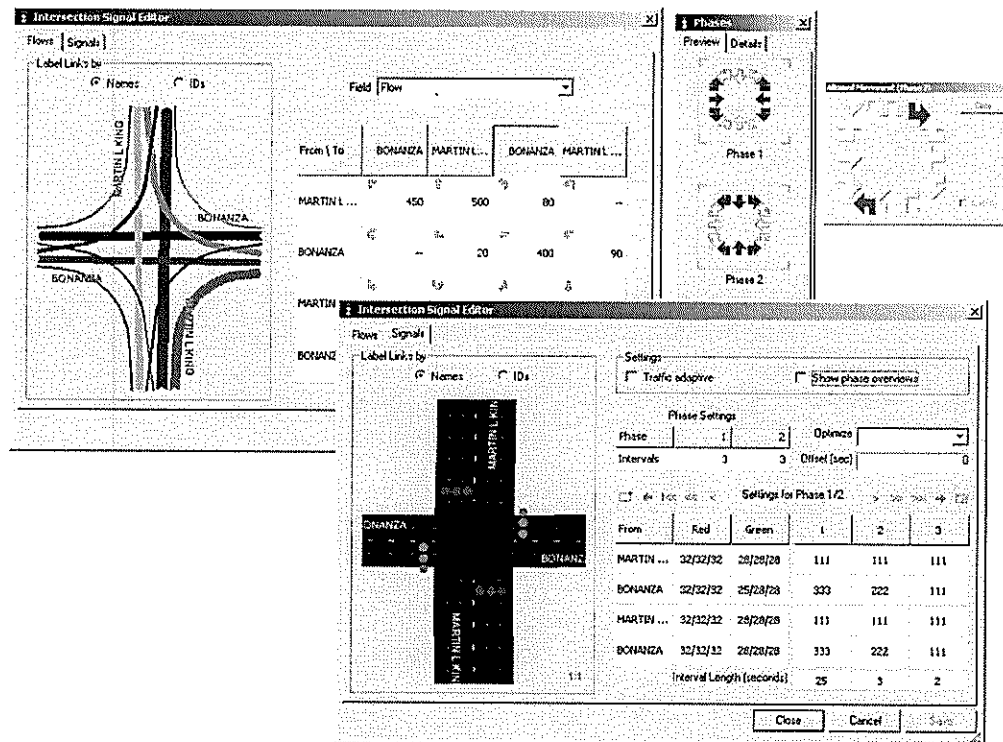 Intersection Signal Editor
Flows Signals
Label Links by
Names IDs
MARTIN L KING
BONANZA
BONANZA
MARTIN L KING
Field Flow
From \ To BONANZA MARTIN L... BONANZA MARTIN L...
MARTIN L ... 450 500 80 --
BONANZA -- 20 400 90
MARTIN
BONANZ
Phases
Preview Details
Phase 1
Phase 2
Intersection Signal Editor
Flows Signals
Label Links by
Names IDs
MARTIN L KIN
ONANZA
BONANZ
MARTIN L KIN
1:1
Settings
Traffic adaptive Show phase overviews
Phase Settings
Phase 1 2 Optimize
Intervals 3 3 Offset (sec) 0
Settings for Phase 1/2
From Red Green 1 2 3
MARTIN ... 32/32/32 28/28/28 111 111 111
BONANZA 32/32/32 25/28/28 333 222 111
MARTIN ... 32/32/32 28/28/28 111 111 111
BONANZA 32/32/32 28/28/28 333 222 111
Interval Length (seconds) 25 3 2
Close Cancel Save